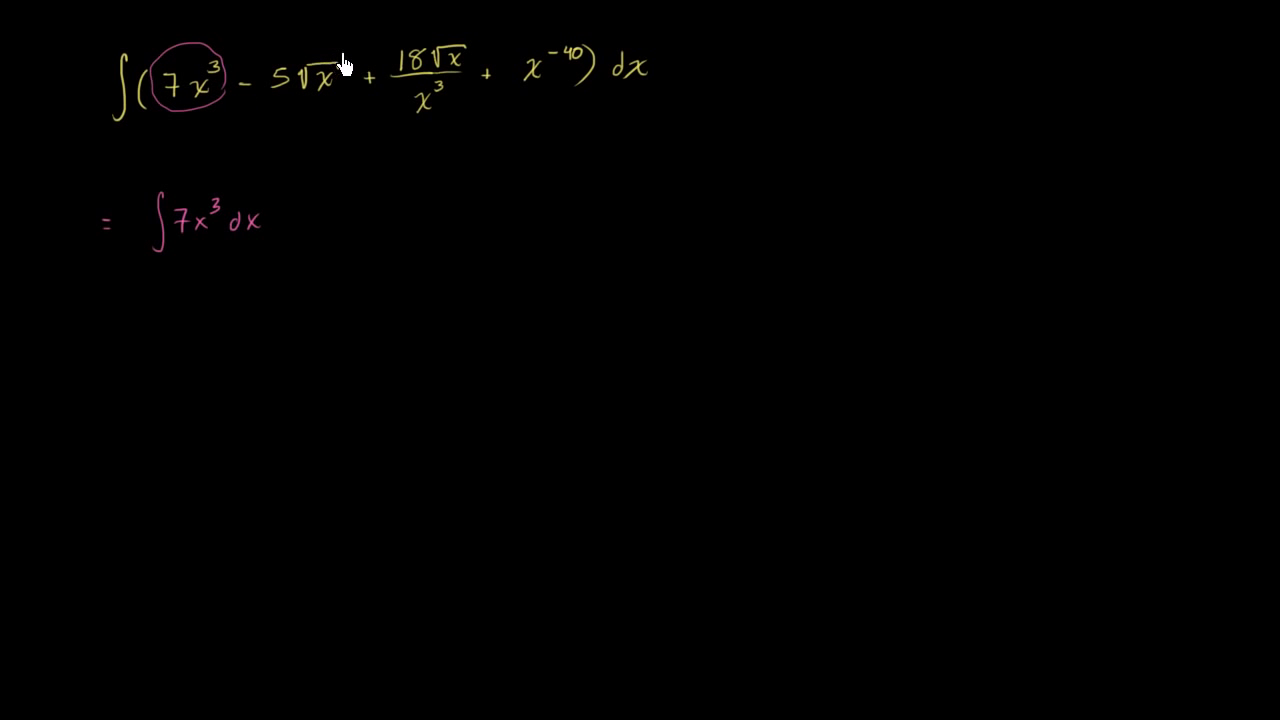 ∫(7x³ - 5√x + 18√x/x³ + x⁻⁴⁰) dx
= ∫7x³ dx